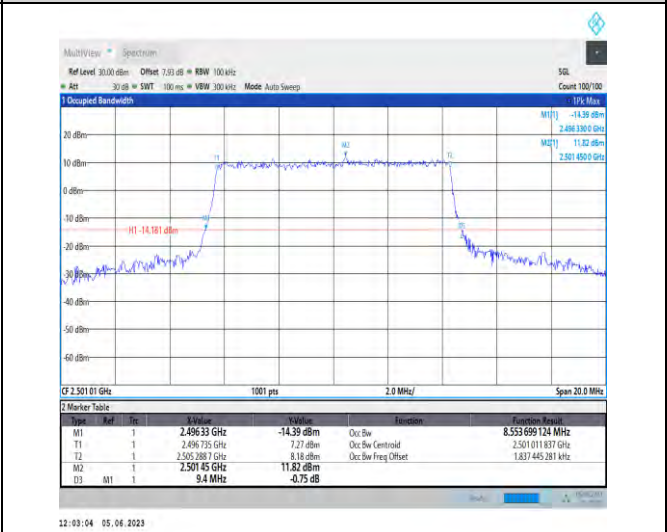 MultiView Spectrum
Ref Level 30.00 dBm Offset 7.93 dB RBW 100 kHz SGL
Att 30 dB SWT 100 ms VBW 300 kHz Mode Auto Sweep Count 100/100
1 Occupied Bandwidth 1Pk Max
M1[1] -14.39 dBm
2.496 330 0 GHz
M2[1] 11.82 dBm
2.501 450 0 GHz
20 dBm
M2
T1 T2
10 dBm
0 dBm
-10 dBm
H1 -14.181 dBm
-20 dBm
-30 dBm
-40 dBm
-50 dBm
-60 dBm
CF 2.501 01 GHz 1001 pts 2.0 MHz/ Span 20.0 MHz
2 Marker Table
Type Ref Trc X-Value Y-Value Function Function Result
M1 1 2.496 33 GHz -14.39 dBm Occ Bw 8.553 699 124 MHz
T1 1 2.496 735 GHz 7.27 dBm Occ Bw Centroid 2.501 011 837 GHz
T2 1 2.505 288 7 GHz 8.18 dBm Occ Bw Freq Offset 1.837 445 281 kHz
M2 1 2.501 45 GHz 11.82 dBm
D3 M1 1 9.4 MHz -0.75 dB
12:03:04 05.06.2023